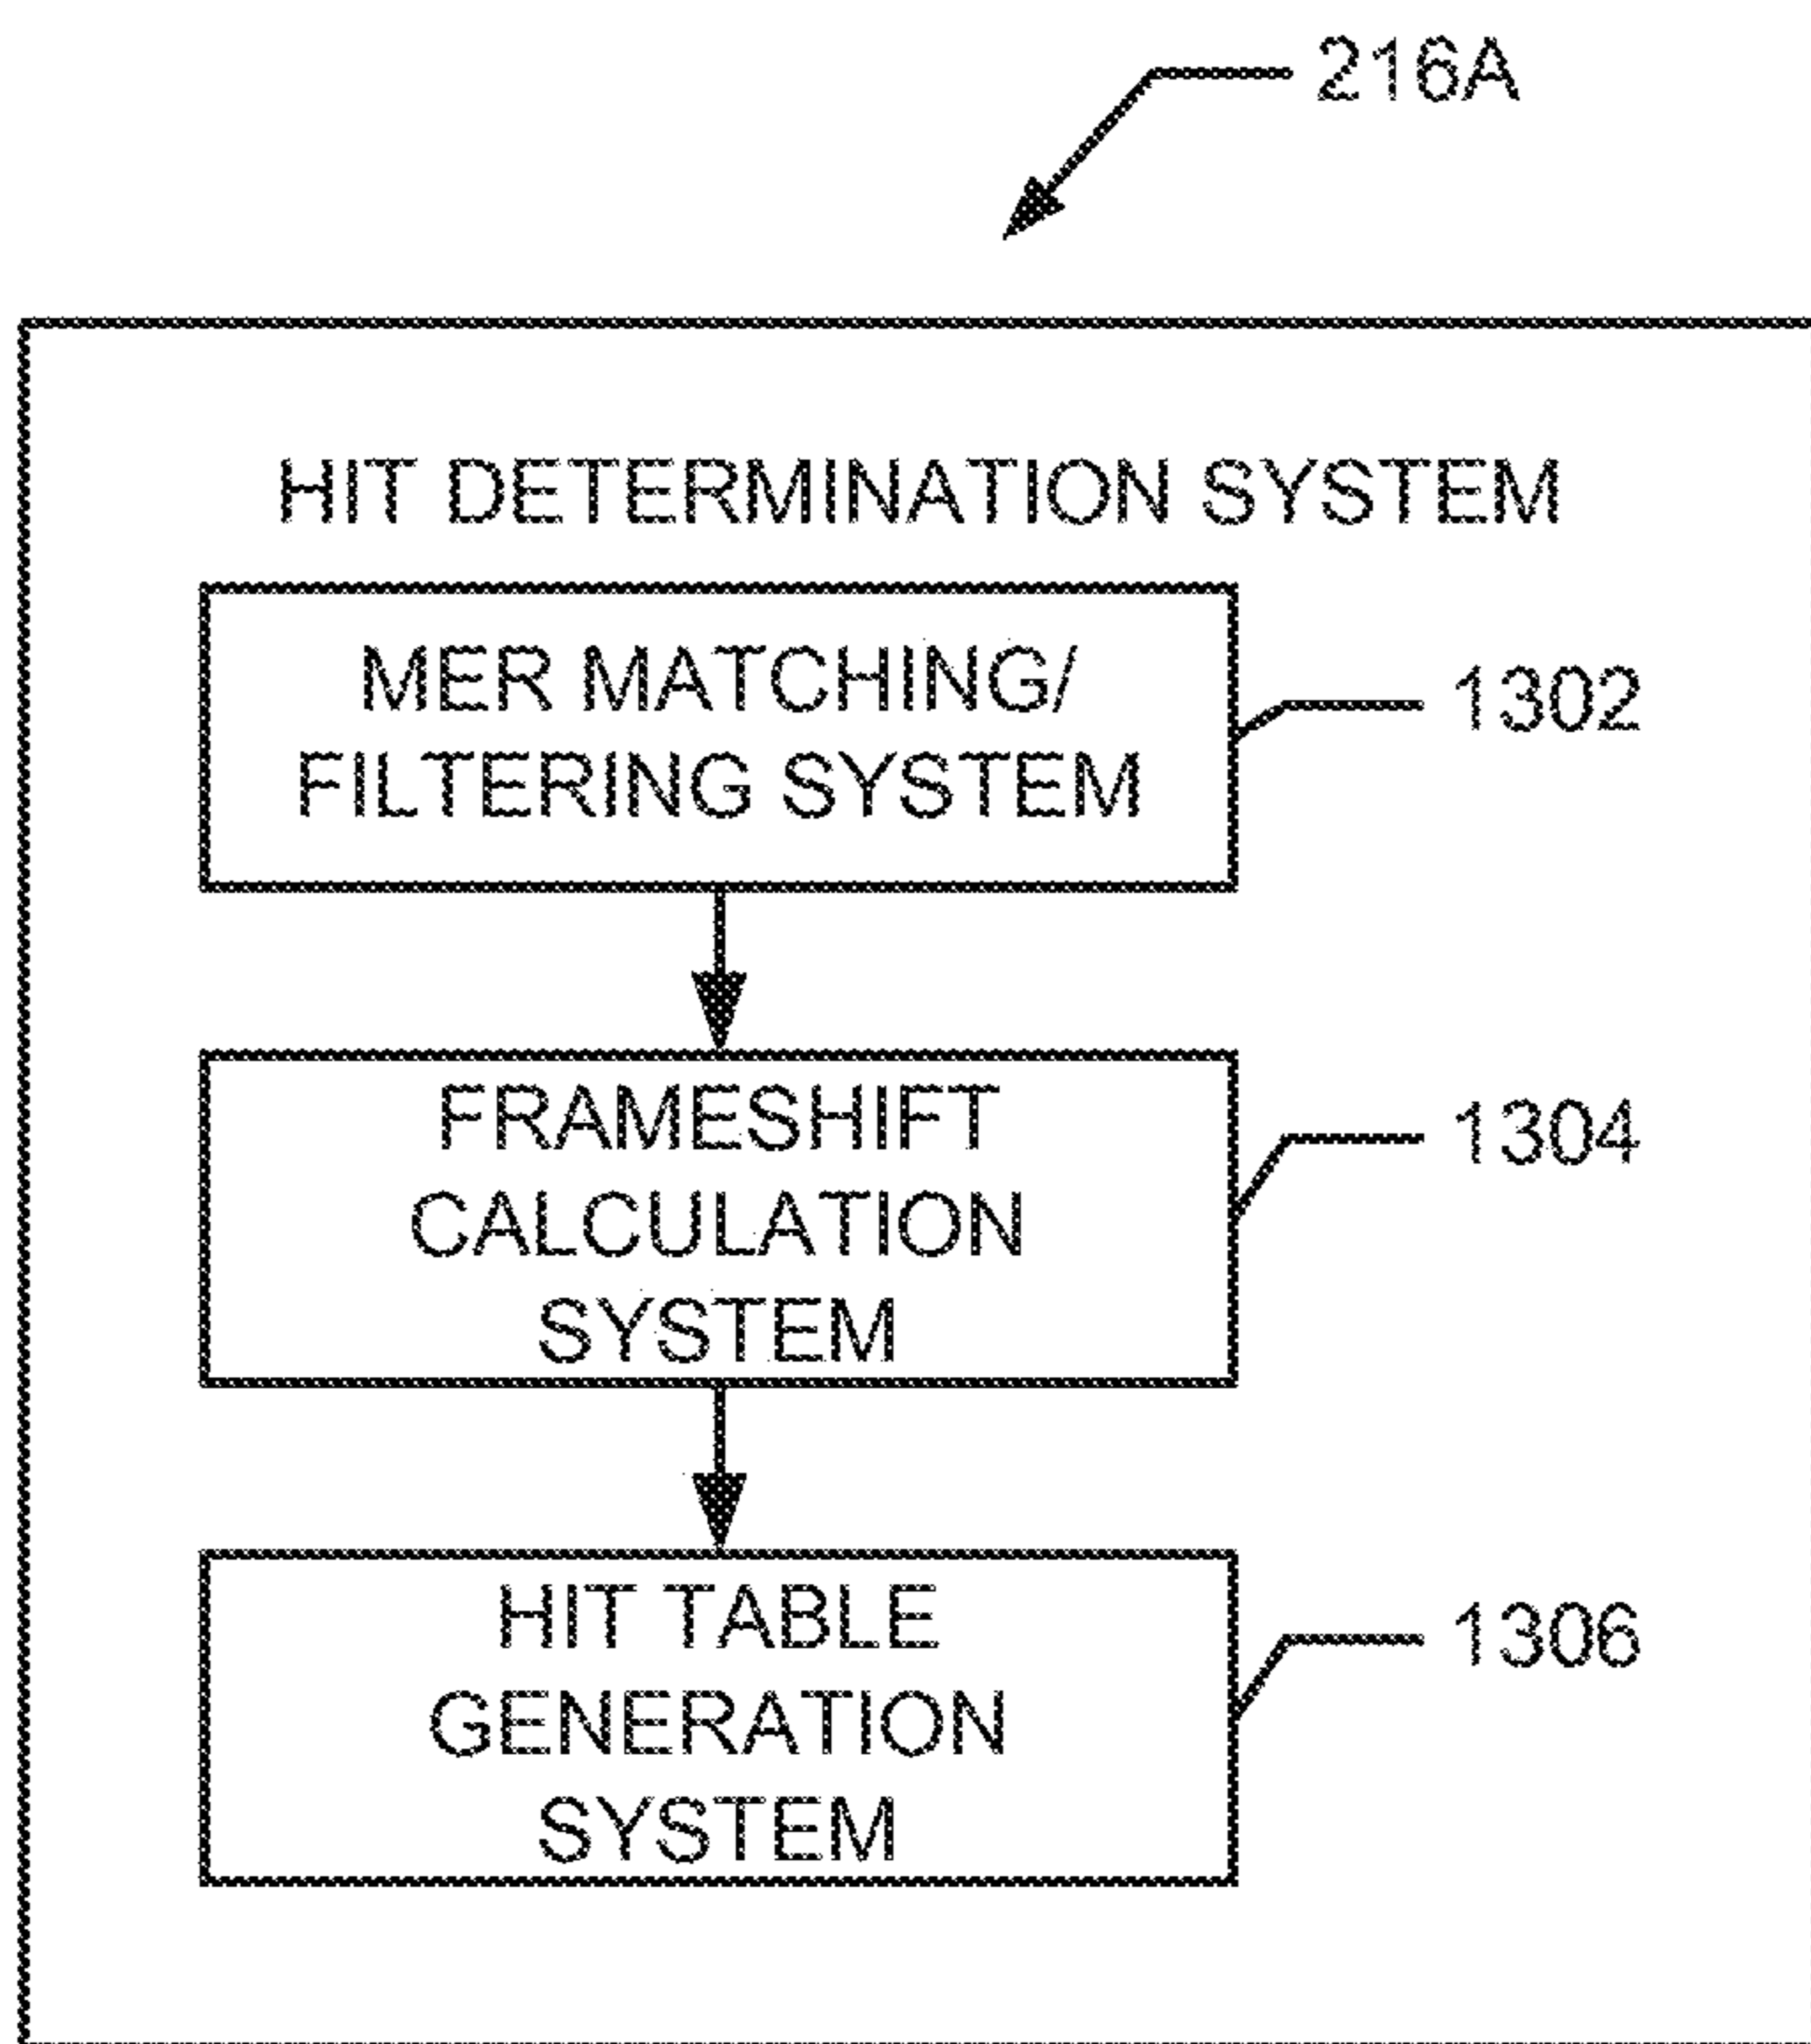 216A
HIT DETERMINATION SYSTEM
MER MATCHING/
FILTERING SYSTEM
1302
FRAMESHIFT
CALCULATION
SYSTEM
1304
HIT TABLE
GENERATION
SYSTEM
1306